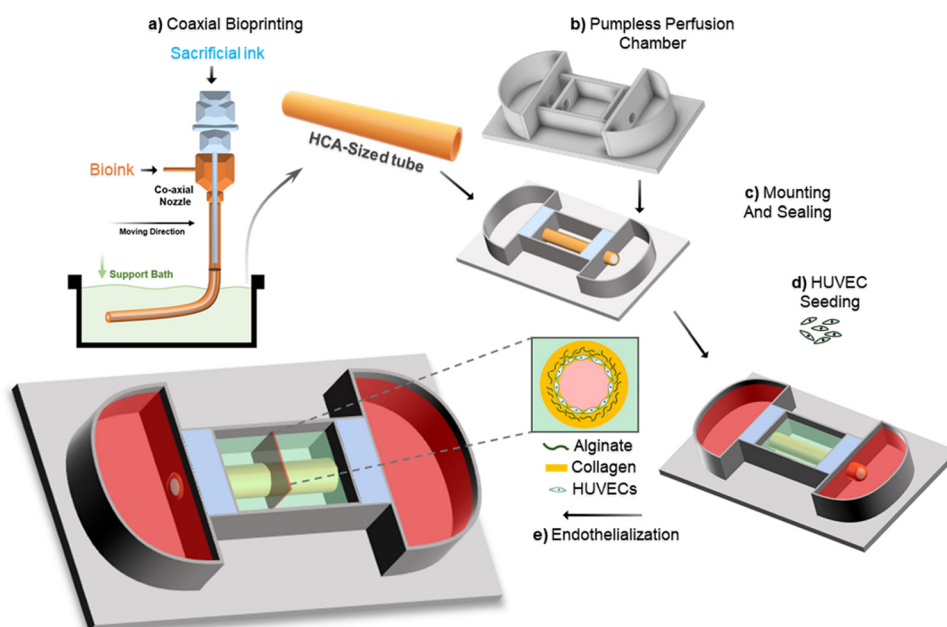 a) Coaxial Bioprinting
Sacrificial ink
Bioink
Co-axial
Nozzle
Moving Direction
Support Bath
HCA-Sized tube
b) Pumpless Perfusion
Chamber
c) Mounting
And Sealing
d) HUVEC
Seeding
Alginate
Collagen
HUVECs
e) Endothelialization